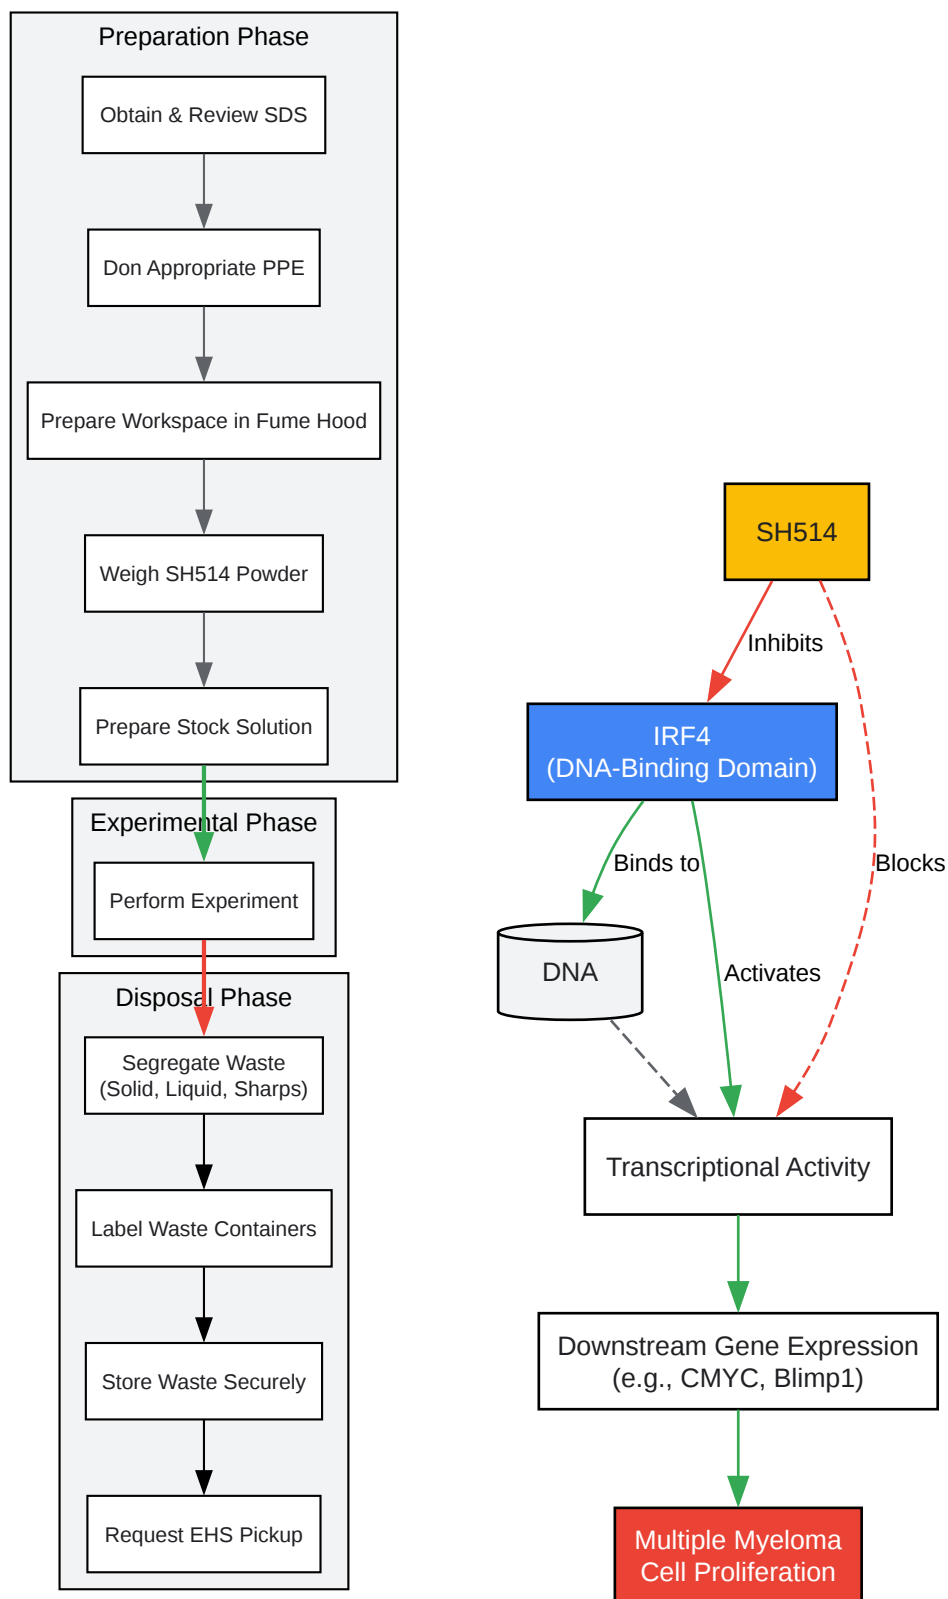 Preparation Phase
Obtain & Review SDS
Don Appropriate PPE
Prepare Workspace in Fume Hood
Weigh SH514 Powder
Prepare Stock Solution
Experimental Phase
Perform Experiment
Disposal Phase
Segregate Waste
(Solid, Liquid, Sharps)
Label Waste Containers
Store Waste Securely
Request EHS Pickup
SH514
Inhibits
IRF4
(DNA-Binding Domain)
Binds to
Blocks
DNA
Activates
Transcriptional Activity
Downstream Gene Expression
(e.g., CMYC, Blimp1)
Multiple Myeloma
Cell Proliferation